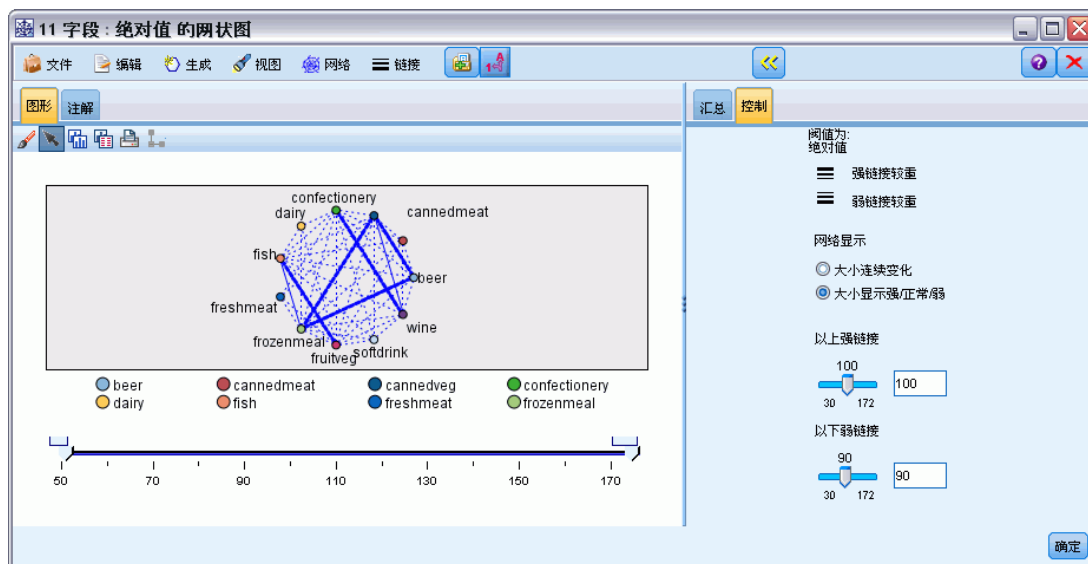 11 字段 : 绝对值 的网状图
文件 编辑 生成 视图 网络 链接
图形 注解
confectionery
dairy cannedmeat
fish
beer
freshmeat
wine
frozenmeal softdrink
fruitveg
beer cannedmeat cannedveg confectionery
dairy fish freshmeat frozenmeal
50 70 90 110 130 150 170
汇总 控制
阈值为:
绝对值
强链接较重
弱链接较重
网络显示
大小连续变化
大小显示强/正常/弱
以上强链接
100
100
30 172
以下弱链接
90
90
30 172
确定